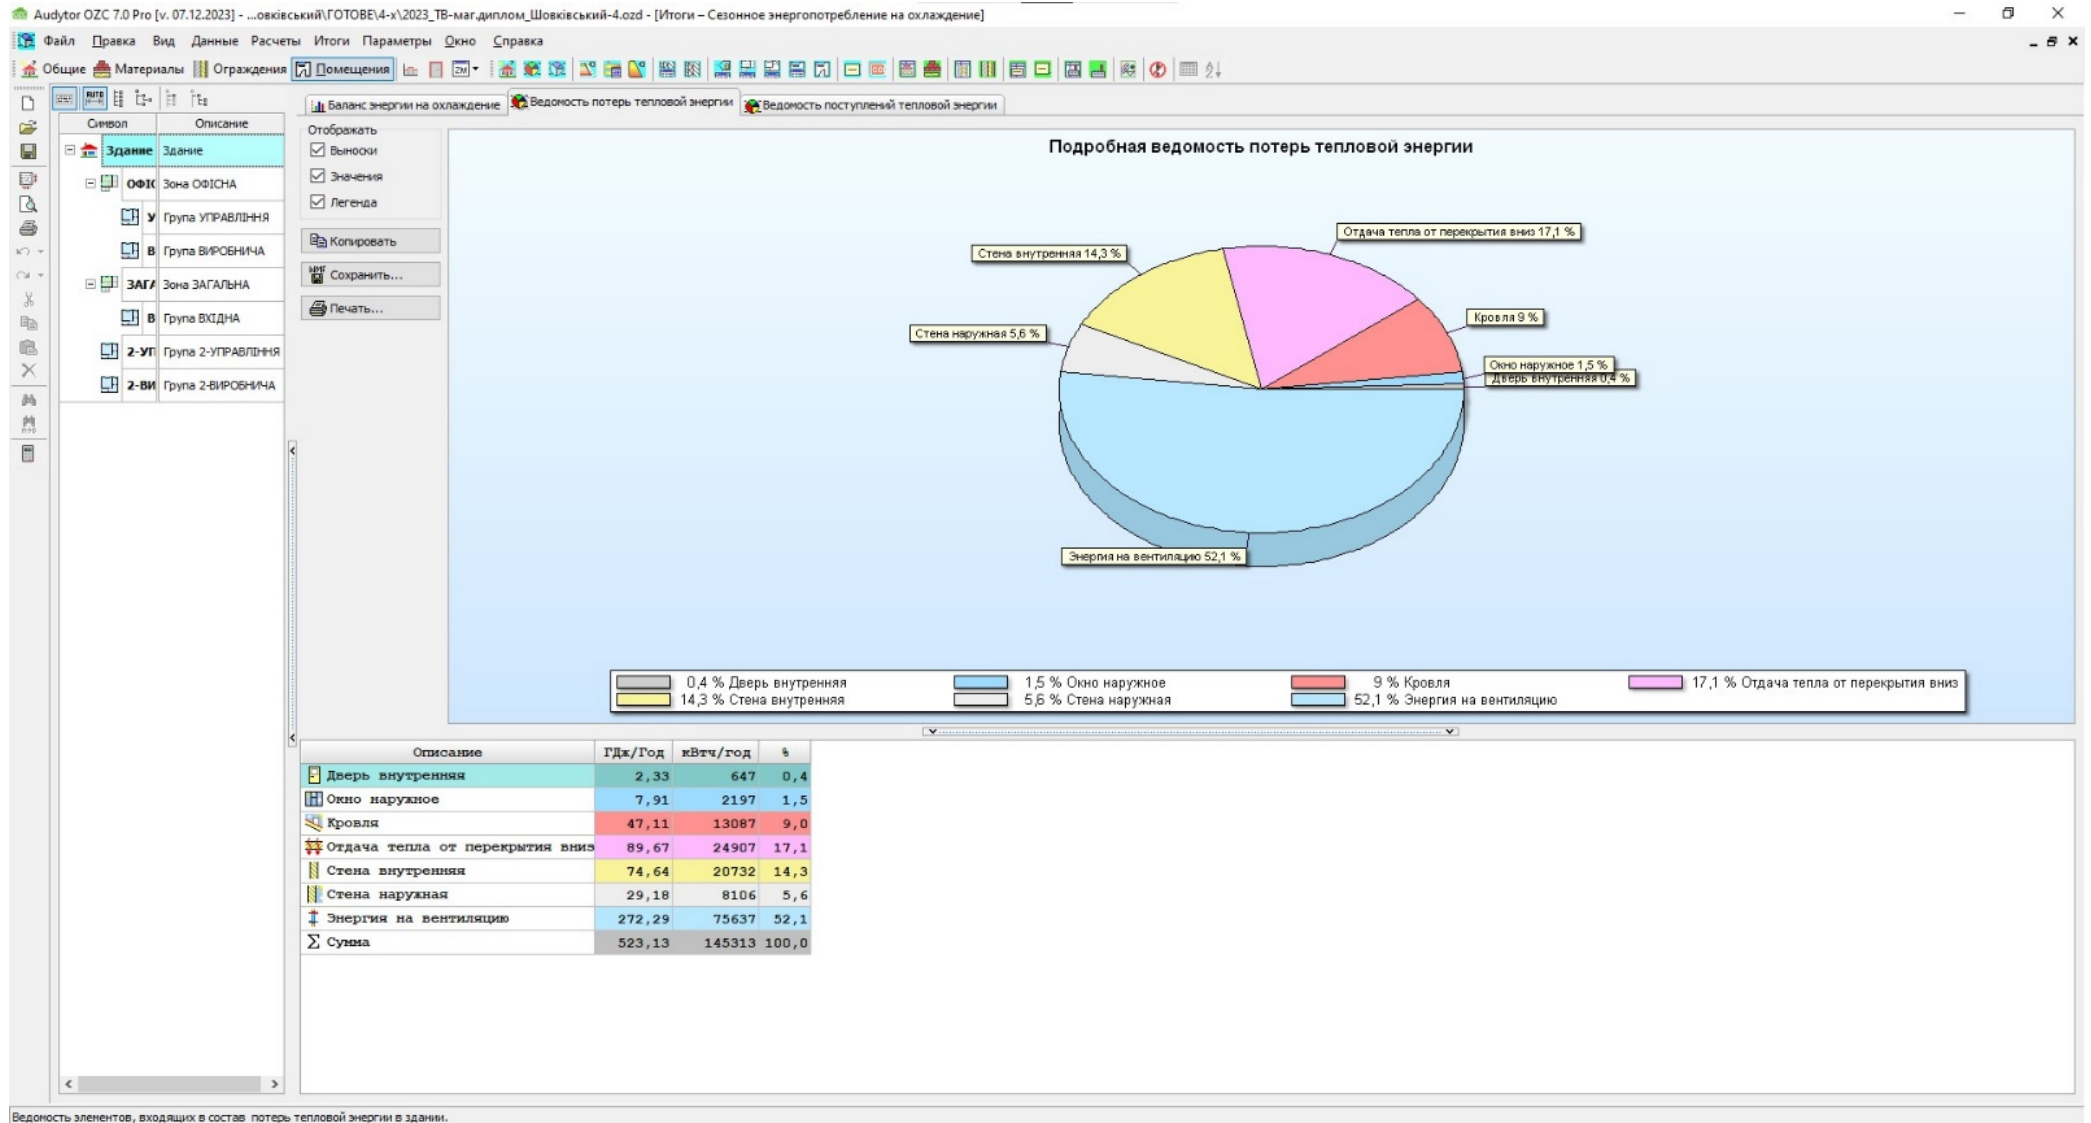 Audytor OZC 7.0 Pro [v. 07.12.2023] - ...овківський\ГОТОВЕ\4-х\2023_ТВ-маг.диплом_Шовківський-4.ozd - [Итоги – Сезонное энергопотребление на охлаждение]
Файл Правка Вид Данные Расчеты Итоги Параметры Окно Справка
Общие Материалы Ограждения Помещения
Баланс энергии на охлаждение Ведомость потерь тепловой энергии Ведомость поступлений тепловой энергии
Символ Описание
Здание Здание
ОФІС Зона ОФІСНА
У Група УПРАВЛІННЯ
В Група ВИРОБНИЧА
ЗАГА Зона ЗАГАЛЬНА
В Група ВХІДНА
2-УП Група 2-УПРАВЛІННЯ
2-ВИ Група 2-ВИРОБНИЧА
Отображать
Выноски
Значения
Легенда
Копировать
Сохранить...
Печать...
Подробная ведомость потерь тепловой энергии
Отдача тепла от перекрытия вниз 17,1 %
Стена внутренняя 14,3 %
Кровля 9 %
Стена наружная 5,6 %
Окно наружное 1,5 %
Дверь внутренняя 0,4 %
Энергия на вентиляцию 52,1 %
0,4 % Дверь внутренняя 1,5 % Окно наружное 9 % Кровля 17,1 % Отдача тепла от перекрытия вниз
14,3 % Стена внутренняя 5,6 % Стена наружная 52,1 % Энергия на вентиляцию
Описание ГДж/Год кВтч/год %
Дверь внутренняя 2,33 647 0,4
Окно наружное 7,91 2197 1,5
Кровля 47,11 13087 9,0
Отдача тепла от перекрытия вниз 89,67 24907 17,1
Стена внутренняя 74,64 20732 14,3
Стена наружная 29,18 8106 5,6
Энергия на вентиляцию 272,29 75637 52,1
Σ Сумма 523,13 145313 100,0
Ведомость элементов, входящих в состав потерь тепловой энергии в здании.